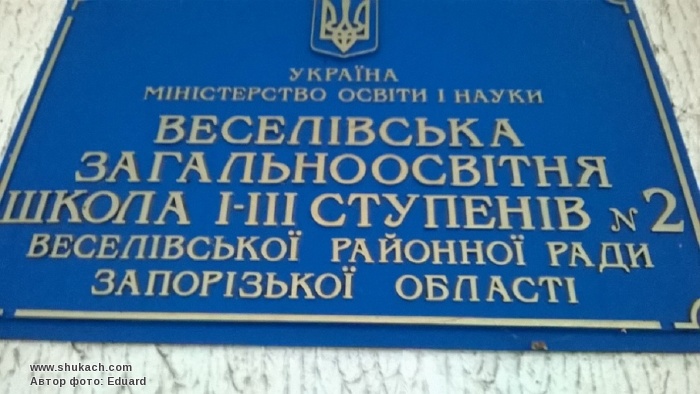 УКРАЇНА
МІНІСТЕРСТВО ОСВІТИ І НАУКИ
ВЕСЕЛІВСЬКА
ЗАГАЛЬНООСВІТНЯ
ШКОЛА І-ІІІ СТУПЕНІВ №2
ВЕСЕЛІВСЬКОЇ РАЙОННОЇ РАДИ
ЗАПОРІЗЬКОЇ ОБЛАСТІ
www.shukach.com
Автор фото: Eduard